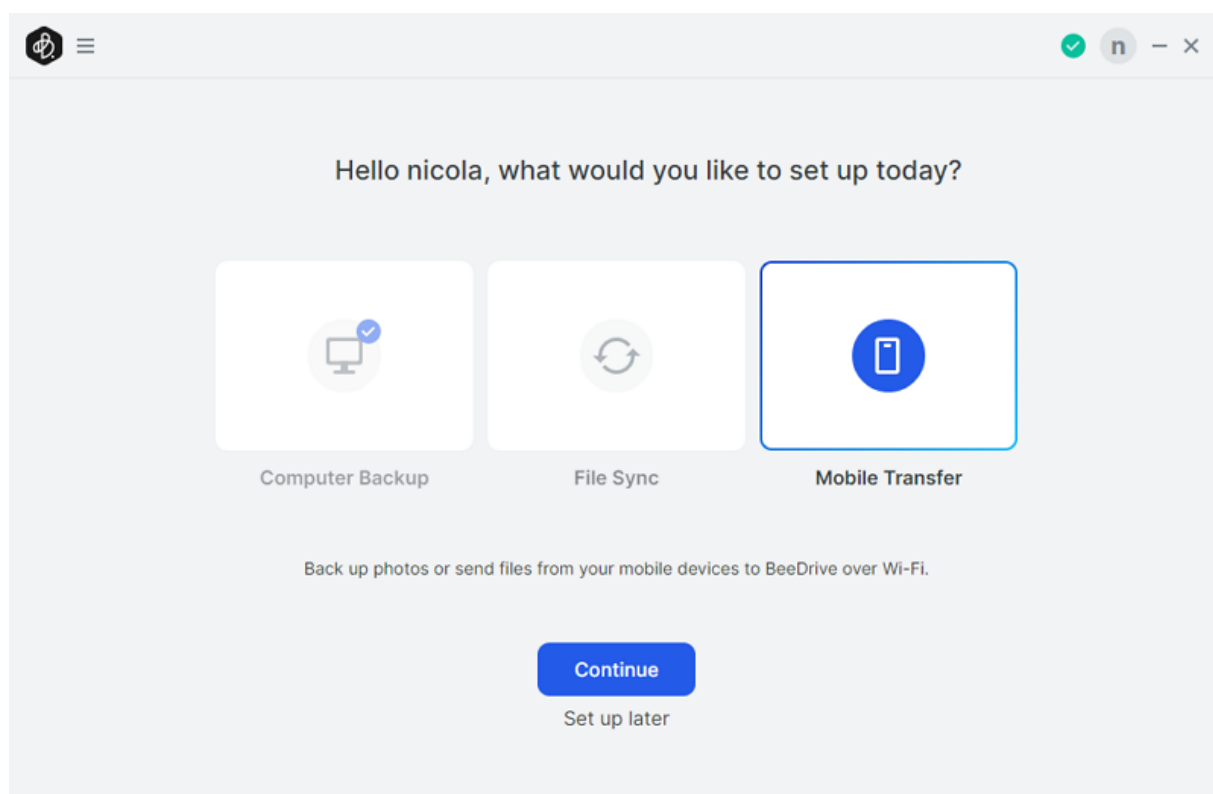 n
Hello nicola, what would you like to set up today?
Computer Backup
File Sync
Mobile Transfer
Back up photos or send files from your mobile devices to BeeDrive over Wi-Fi.
Continue
Set up later